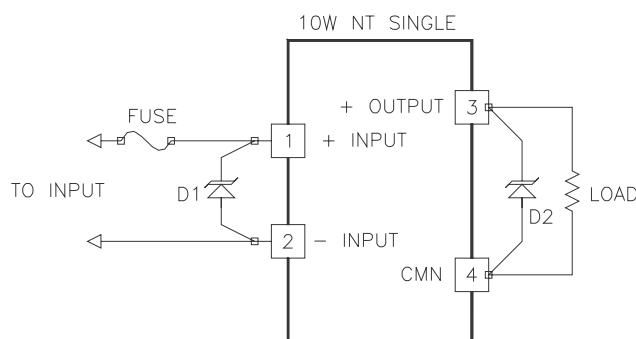 10W NT SINGLE
FUSE
+ OUTPUT 3
1 + INPUT
TO INPUT
D1
D2
LOAD
2 - INPUT
CMN 4